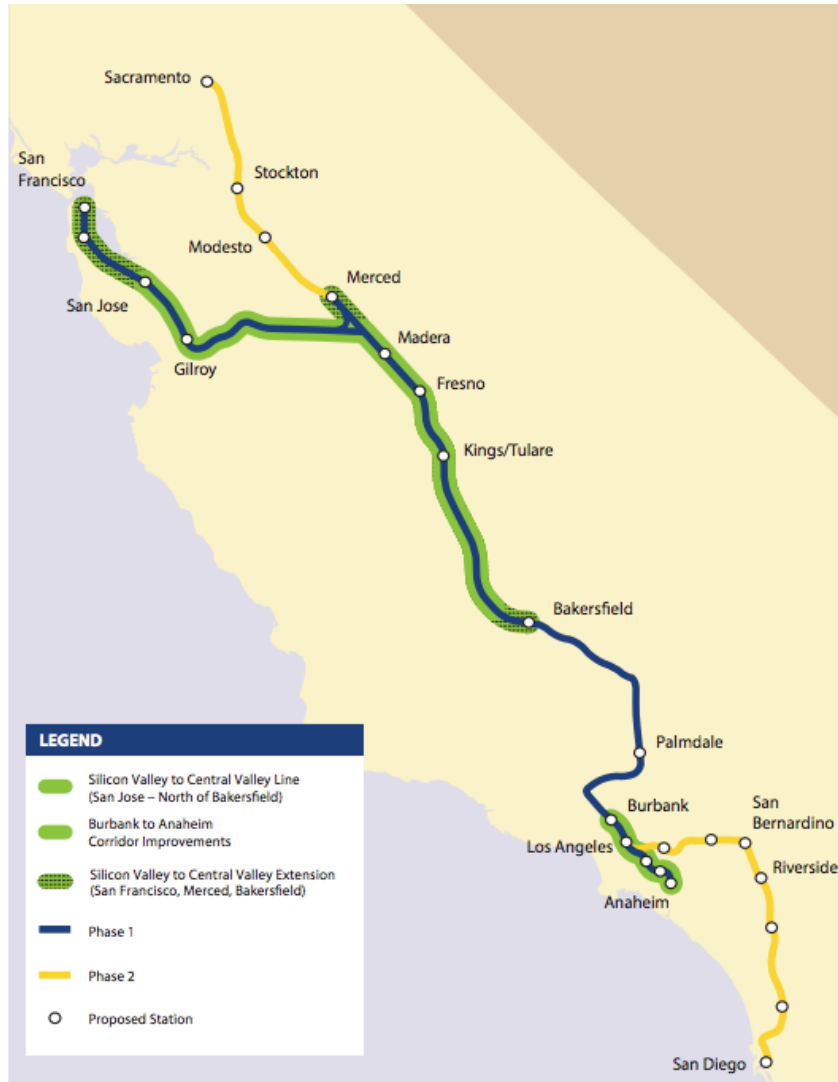 Sacramento
San
Francisco
Stockton
Modesto
Merced
San Jose
Madera
Gilroy
Fresno
Kings/Tulare
Bakersfield
Palmdale
Burbank
San
Bernardino
Los Angeles
Riverside
Anaheim
San Diego
LEGEND
Silicon Valley to Central Valley Line
(San Jose – North of Bakersfield)
Burbank to Anaheim
Corridor Improvements
Silicon Valley to Central Valley Extension
(San Francisco, Merced, Bakersfield)
Phase 1
Phase 2
Proposed Station